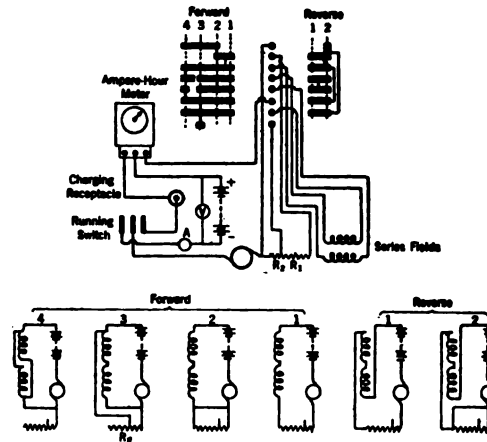 Forward
4 3 2 1
Reverse
1 2
Ampere-Hour
Meter
Charging
Receptacle
Running
Switch
V
+
-
A
R₂ R₁
Series Fields
Forward
4 3 2 1
Reverse
1 2